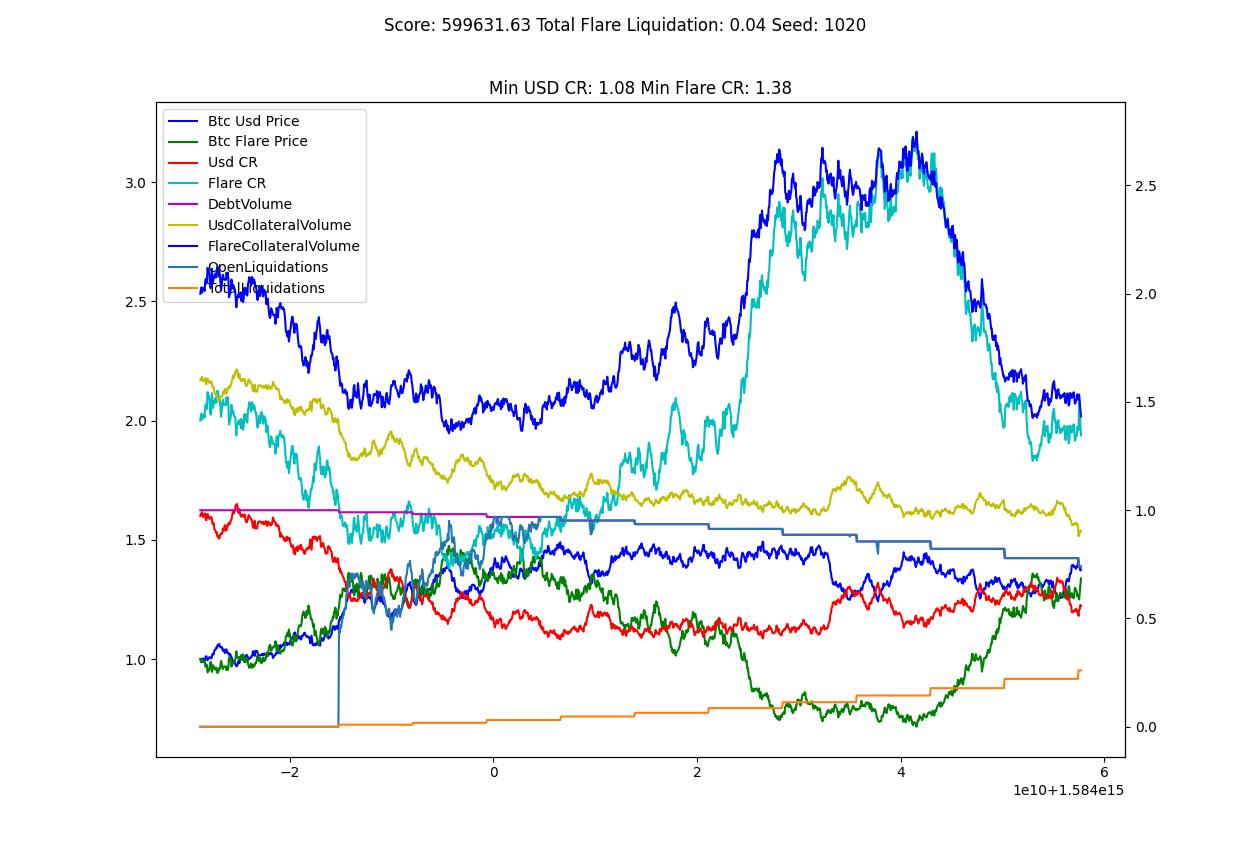 Score: 599631.63 Total Flare Liquidation: 0.04 Seed: 1020
Min USD CR: 1.08 Min Flare CR: 1.38
Btc Usd Price
Btc Flare Price
Usd CR
Flare CR
DebtVolume
UsdCollateralVolume
FlareCollateralVolume
OpenLiquidations
TotalLiquidations
3.0
2.5
2.0
1.5
1.0
2.5
2.0
1.5
1.0
0.5
0.0
−2
0
2
4
6
1e10+1.584e15